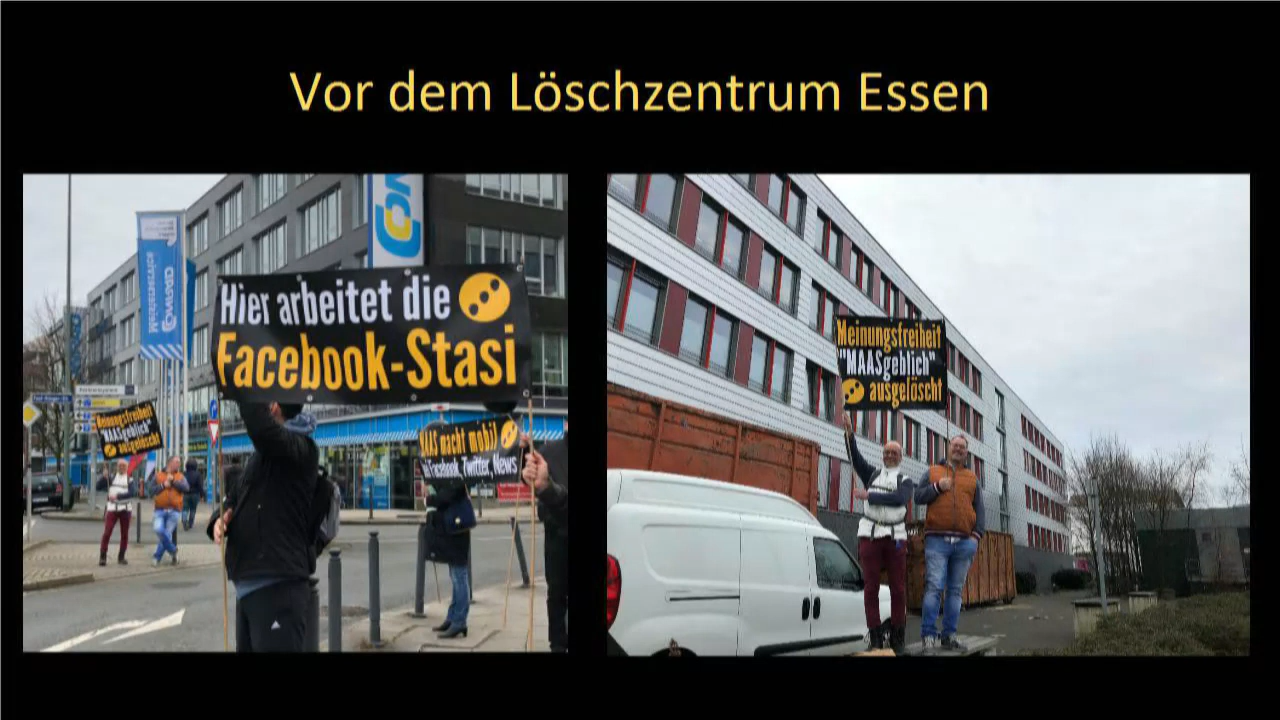 Vor dem Löschzentrum Essen
Hier arbeitet die
Facebook-Stasi
Meinungsfreiheit
"MAASgeblich"
ausgelöscht
MAAS macht mobil
in Facebook, Twitter, News
Meinungsfreiheit
"MAASgeblich"
ausgelöscht